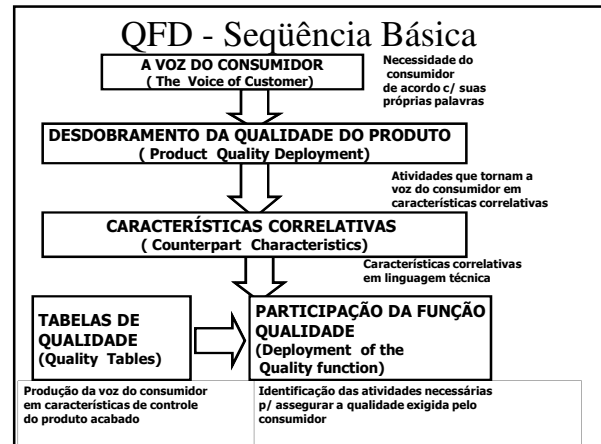 QFD - Seqüência Básica
A VOZ DO CONSUMIDOR
( The Voice of Customer)
Necessidade do
consumidor
de acordo c/ suas
próprias palavras
DESDOBRAMENTO DA QUALIDADE DO PRODUTO
( Product Quality Deployment)
Atividades que tornam a
voz do consumidor em
características correlativas
CARACTERÍSTICAS CORRELATIVAS
( Counterpart Characteristics)
Características correlativas
em linguagem técnica
TABELAS DE
QUALIDADE
(Quality Tables)
PARTICIPAÇÃO DA FUNÇÃO
QUALIDADE
(Deployment of the
Quality function)
Produção da voz do consumidor
em características de controle
do produto acabado
Identificação das atividades necessárias
p/ assegurar a qualidade exigida pelo
consumidor